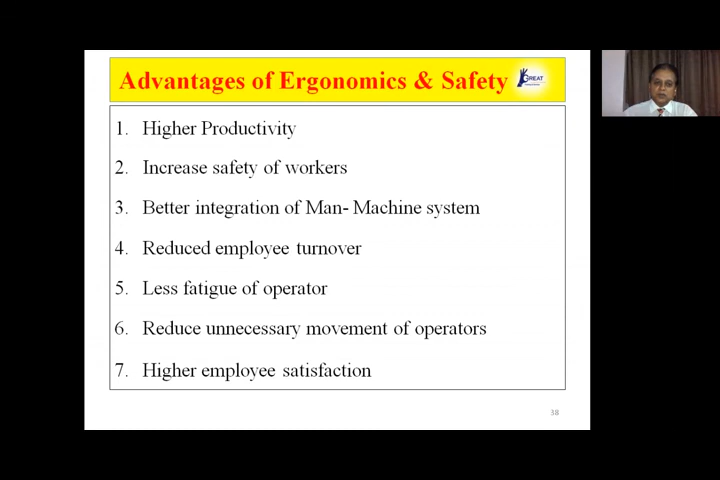 Advantages of Ergonomics & Safety
GREAT
1. Higher Productivity
2. Increase safety of workers
3. Better integration of Man- Machine system
4. Reduced employee turnover
5. Less fatigue of operator
6. Reduce unnecessary movement of operators
7. Higher employee satisfaction
38